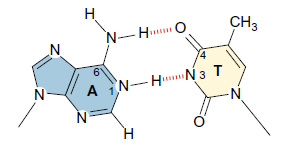 H
CH₃
N H O
N 6 4
A 1 N H N 3 T
N N H O N